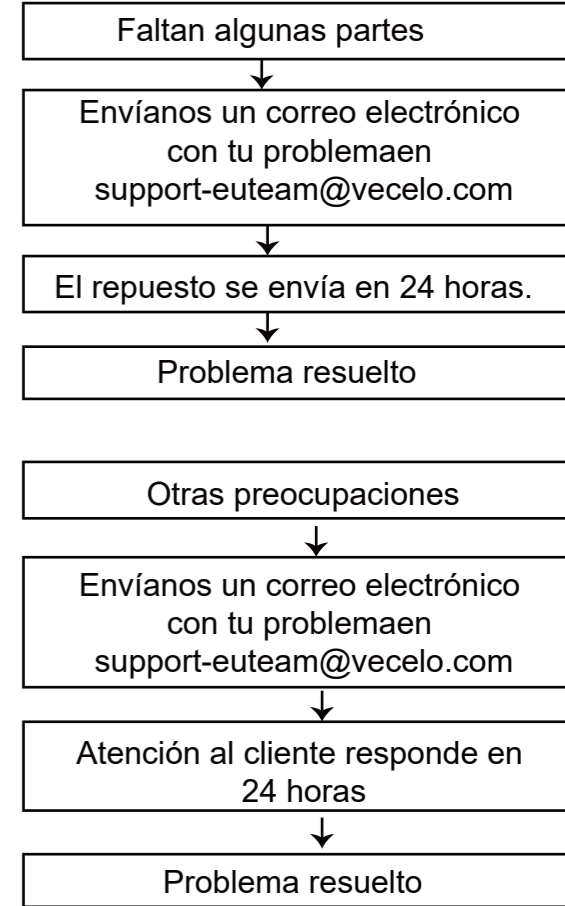 Faltan algunas partes
Envíanos un correo electrónico
con tu problemaen
support-euteam@vecelo.com
El repuesto se envía en 24 horas.
Problema resuelto
Otras preocupaciones
Envíanos un correo electrónico
con tu problemaen
support-euteam@vecelo.com
Atención al cliente responde en
24 horas
Problema resuelto